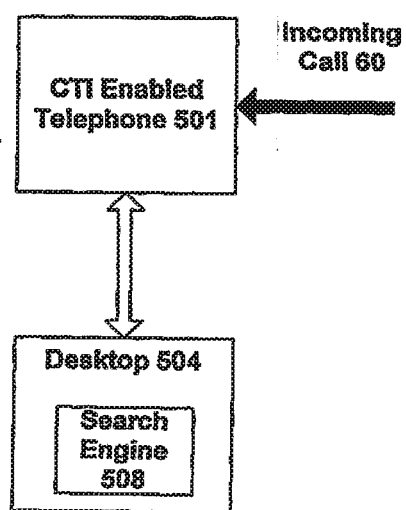 Incoming
Call 60
CTI Enabled
Telephone 501
Desktop 504
Search
Engine
508